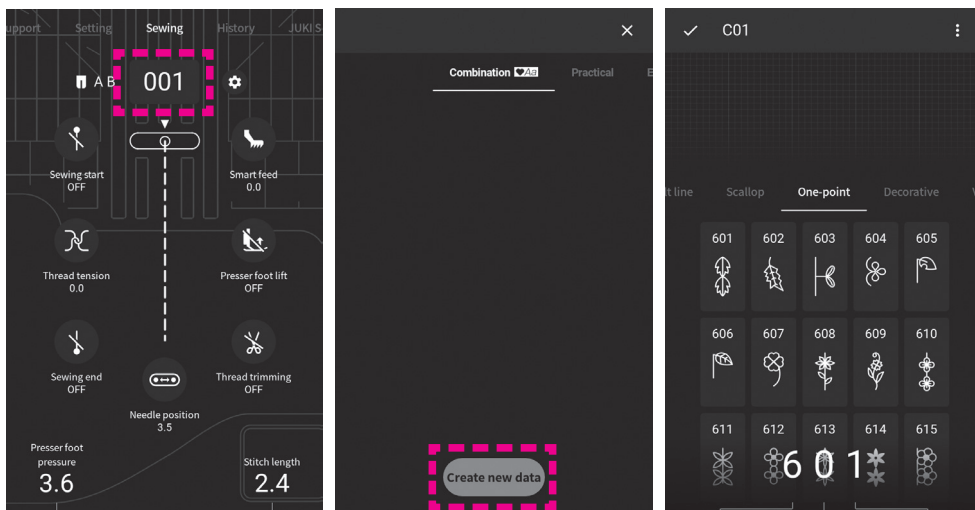 upport Setting Sewing History JUKI S
A B 001
Sewing start
OFF
Smart feed
0.0
Thread tension
0.0
Presser foot lift
OFF
Sewing end
OFF
Thread trimming
OFF
Needle position
3.5
Presser foot
pressure
3.6
Stitch length
2.4
Combination Aa Practical E
Create new data
C01
lt line Scallop One-point Decorative
601 602 603 604 605
606 607 608 609 610
611 612 613 614 615
601